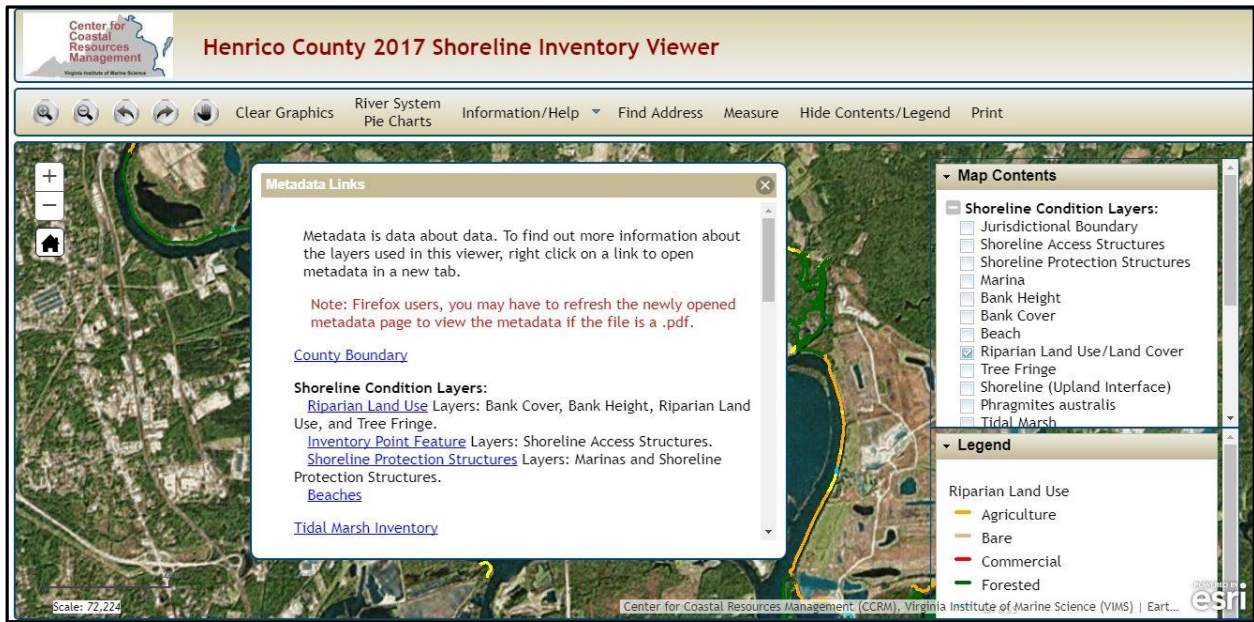 Center for
Coastal
Resources
Management
Virginia Institute of Marine Science
Henrico County 2017 Shoreline Inventory Viewer
Clear Graphics
River System
Pie Charts
Information/Help
Find Address
Measure
Hide Contents/Legend
Print
+
−
Metadata Links
Metadata is data about data. To find out more information about
the layers used in this viewer, right click on a link to open
metadata in a new tab.
Note: Firefox users, you may have to refresh the newly opened
metadata page to view the metadata if the file is a .pdf.
County Boundary
Shoreline Condition Layers:
Riparian Land Use Layers: Bank Cover, Bank Height, Riparian Land
Use, and Tree Fringe.
Inventory Point Feature Layers: Shoreline Access Structures.
Shoreline Protection Structures Layers: Marinas and Shoreline
Protection Structures.
Beaches
Tidal Marsh Inventory
Map Contents
Shoreline Condition Layers:
Jurisdictional Boundary
Shoreline Access Structures
Shoreline Protection Structures
Marina
Bank Height
Bank Cover
Beach
Riparian Land Use/Land Cover
Tree Fringe
Shoreline (Upland Interface)
Phragmites australis
Tidal Marsh
Legend
Riparian Land Use
Agriculture
Bare
Commercial
Forested
Scale: 72,224
Center for Coastal Resources Management (CCRM), Virginia Institute of Marine Science (VIMS) | Eart...
POWERED BY
esri